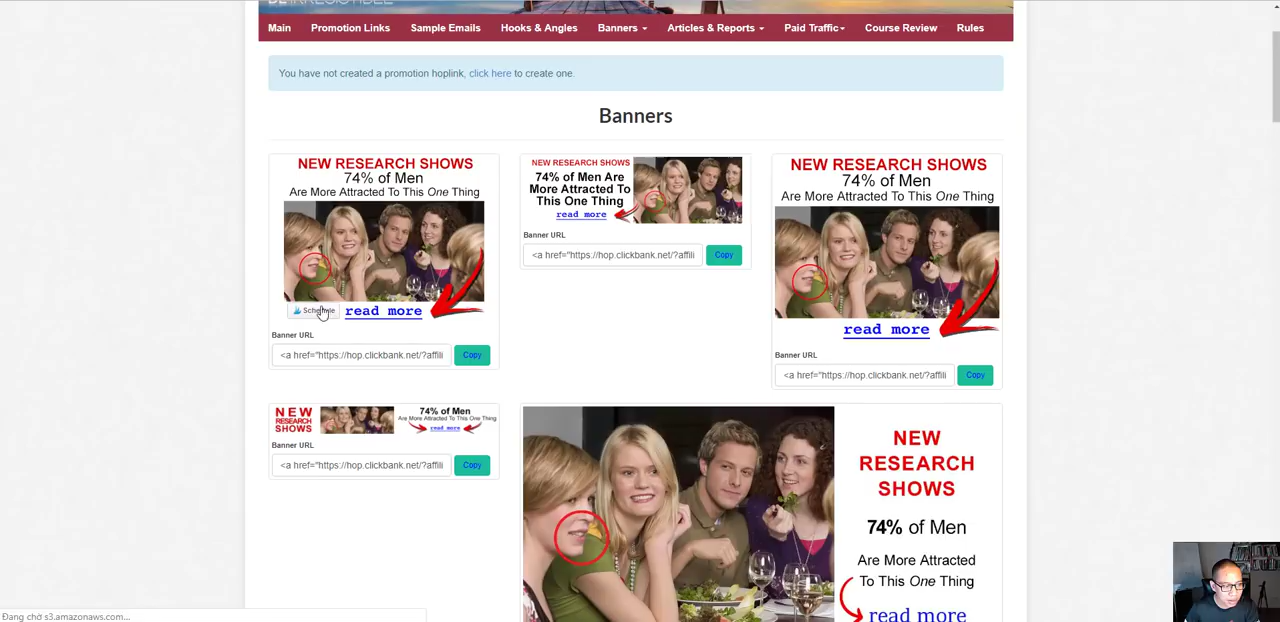 Main Promotion Links Sample Emails Hooks & Angles Banners Articles & Reports Paid Traffic Course Review Rules
You have not created a promotion hoplink, click here to create one.
Banners
NEW RESEARCH SHOWS
74% of Men
Are More Attracted To This One Thing
read more
Banner URL
<a href="https://hop.clickbank.net/?affili
Copy
NEW RESEARCH SHOWS
74% of Men Are
More Attracted To
This One Thing
read more
Banner URL
<a href="https://hop.clickbank.net/?affili
Copy
NEW RESEARCH SHOWS
74% of Men
Are More Attracted To This One Thing
read more
Banner URL
<a href="https://hop.clickbank.net/?affili
Copy
NEW
RESEARCH
SHOWS
74% of Men
Are More Attracted To This One Thing
read more
Banner URL
<a href="https://hop.clickbank.net/?affili
Copy
NEW
RESEARCH
SHOWS
74% of Men
Are More Attracted
To This One Thing
read more
Đang chờ s3.amazonaws.com...